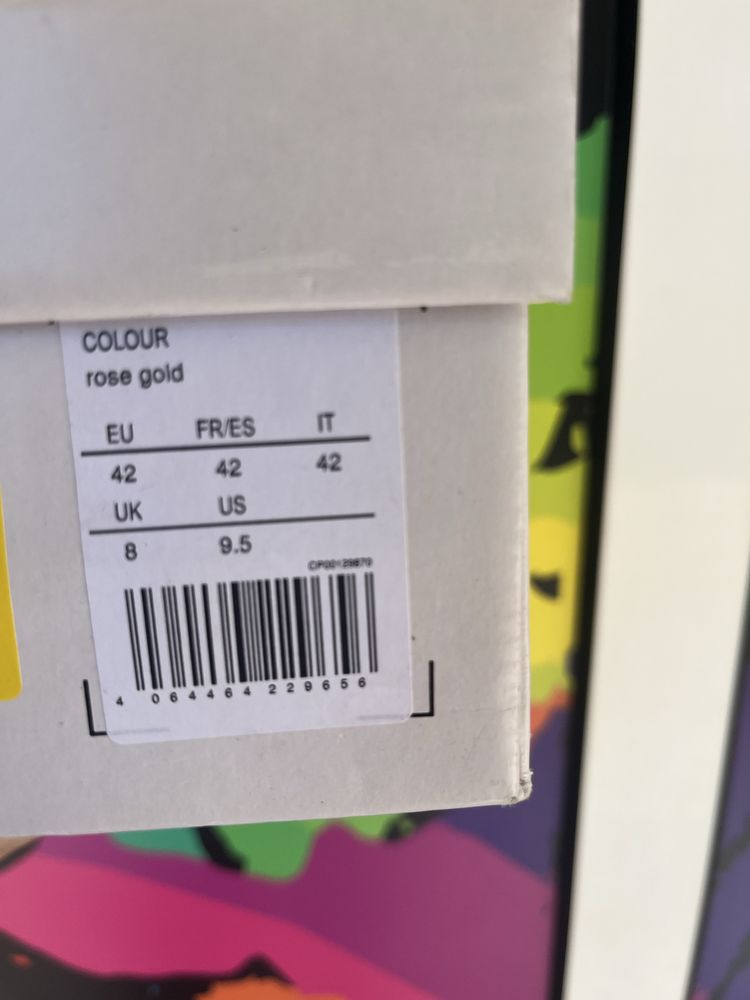 COLOUR
rose gold
EU FR/ES IT
42 42 42
UK US
8 9.5
4 064464 229656